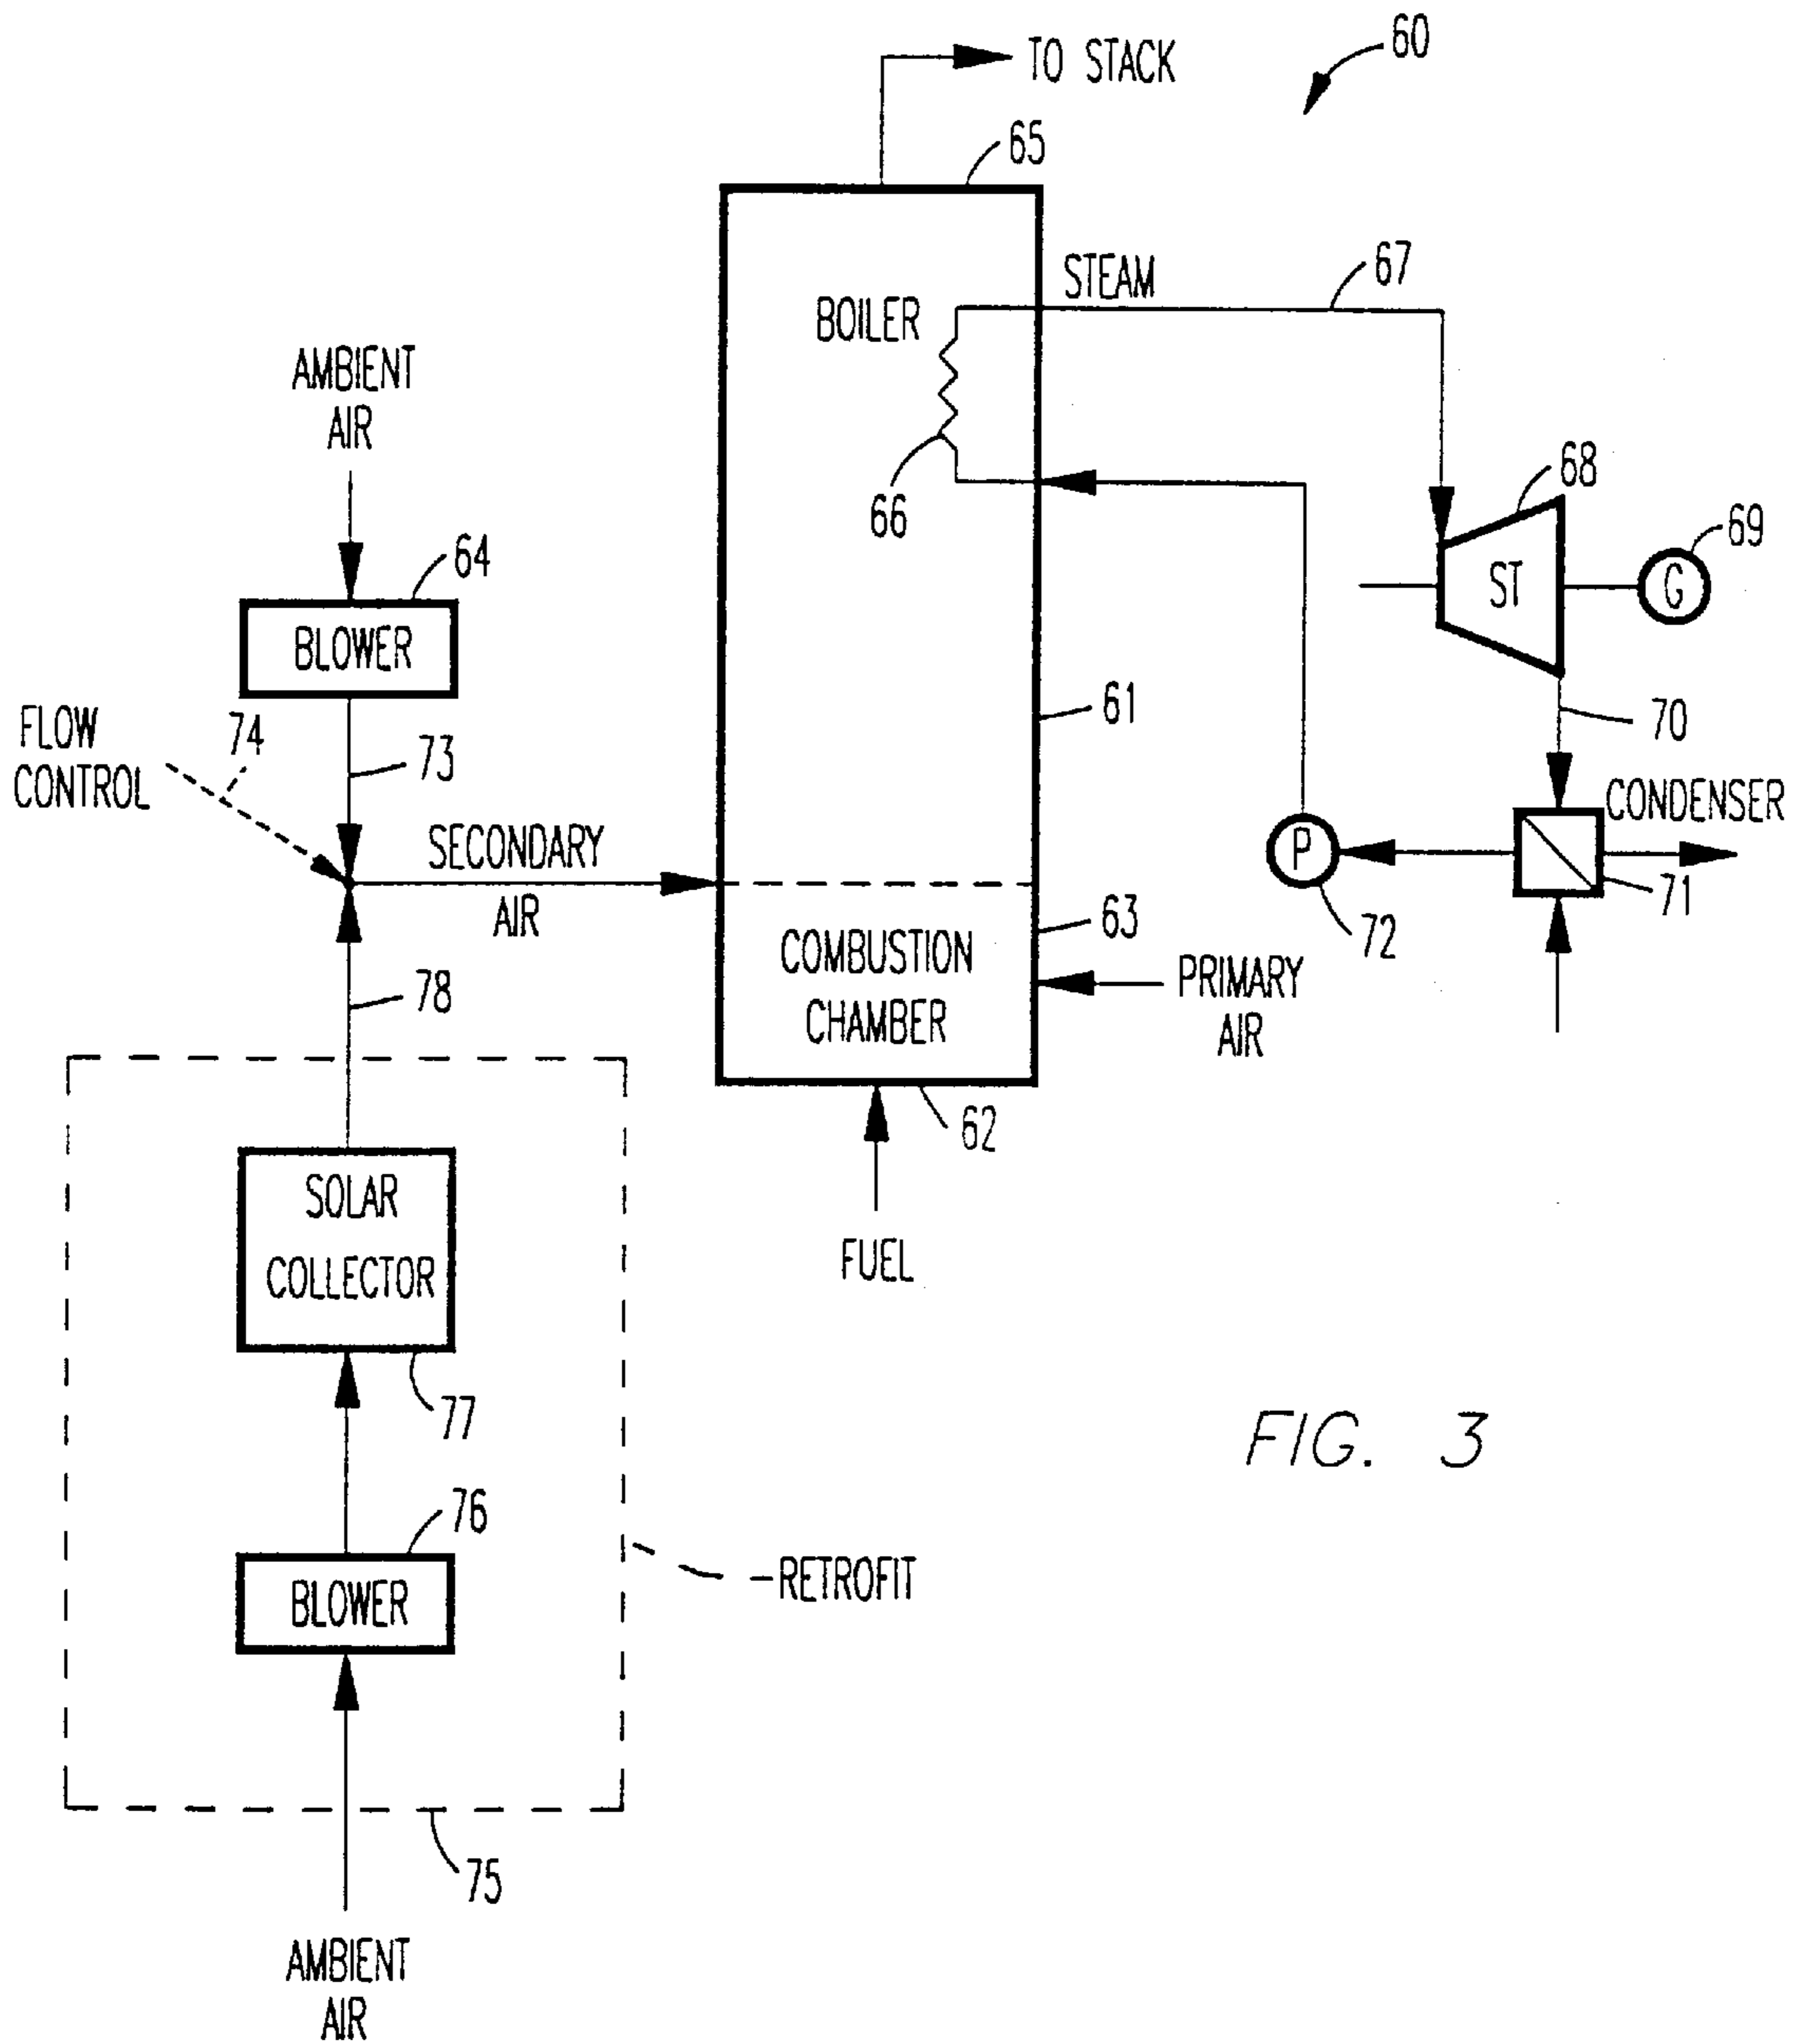 60
TO STACK
65
STEAM
67
BOILER
AMBIENT
AIR
66
68
69
64
ST
G
BLOWER
61
70
FLOW
CONTROL
74
73
CONDENSER
SECONDARY
AIR
P
71
63
72
COMBUSTION
CHAMBER
PRIMARY
AIR
78
62
SOLAR
COLLECTOR
FUEL
77
FIG. 3
76
BLOWER
RETROFIT
75
AMBIENT
AIR